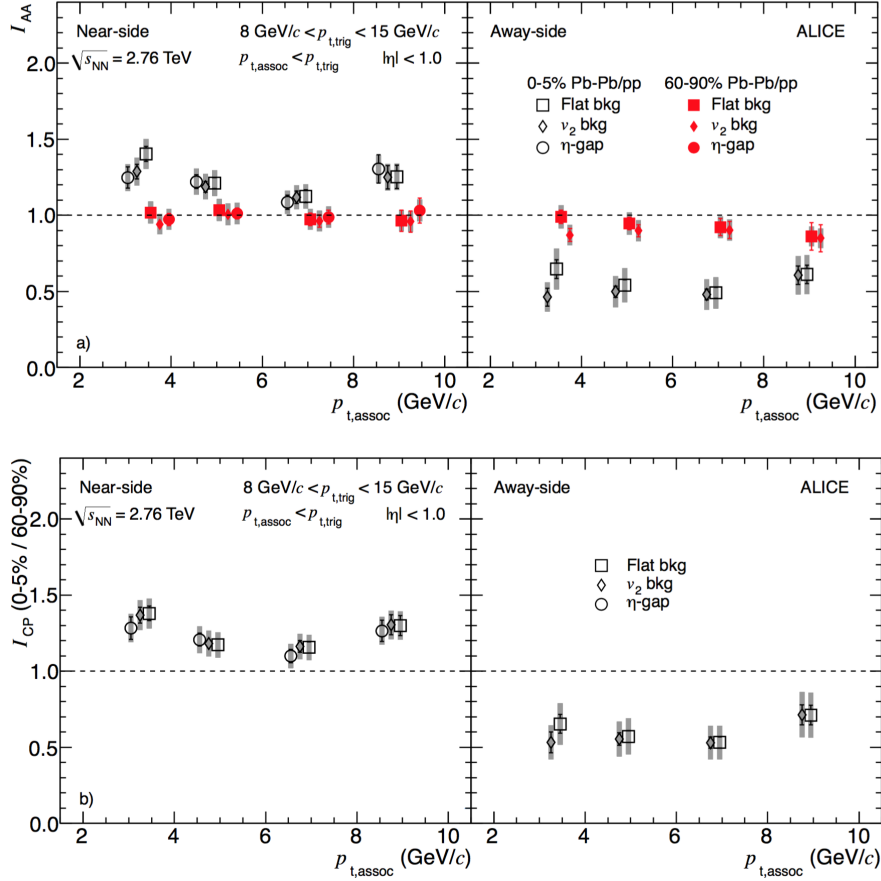 I_AA
Near-side
8 GeV/c < p_t,trig < 15 GeV/c
√s_NN = 2.76 TeV
p_t,assoc < p_t,trig
|η| < 1.0
Away-side
ALICE
0-5% Pb-Pb/pp
60-90% Pb-Pb/pp
Flat bkg
Flat bkg
v₂ bkg
v₂ bkg
η-gap
η-gap
2.0
1.5
1.0
0.5
0.0
a)
2 4 6 8 10
2 4 6 8 10
p_t,assoc (GeV/c)
p_t,assoc (GeV/c)
I_CP (0-5% / 60-90%)
Near-side
8 GeV/c < p_t,trig < 15 GeV/c
√s_NN = 2.76 TeV
p_t,assoc < p_t,trig
|η| < 1.0
Away-side
ALICE
Flat bkg
v₂ bkg
η-gap
2.0
1.5
1.0
0.5
0.0
b)
2 4 6 8 10
2 4 6 8 10
p_t,assoc (GeV/c)
p_t,assoc (GeV/c)